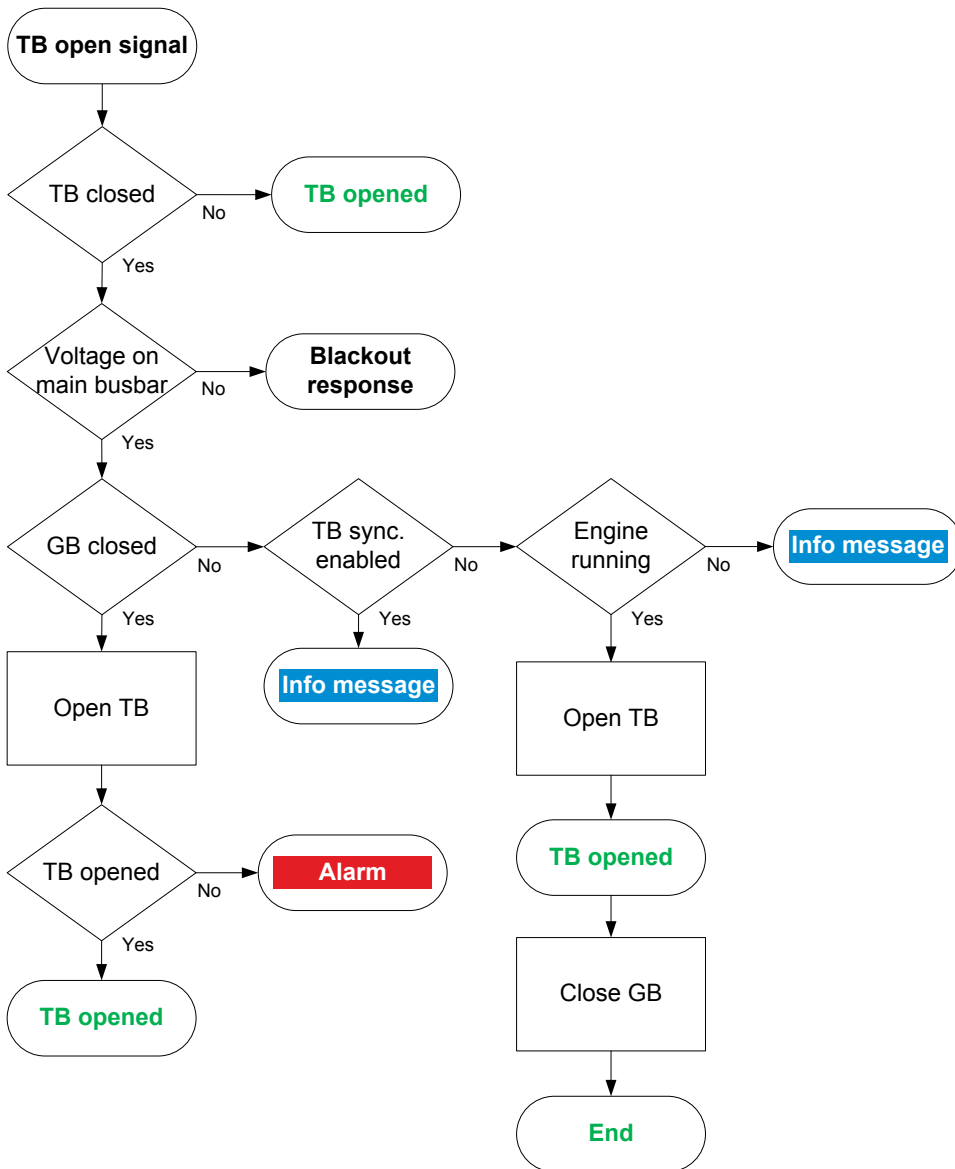 TB open signal
TB closed
No
TB opened
Yes
Voltage on
main busbar
No
Blackout
response
Yes
GB closed
No
TB sync.
enabled
No
Engine
running
No
Info message
Yes
Yes
Yes
Info message
Open TB
Open TB
TB opened
No
Alarm
TB opened
Yes
Close GB
TB opened
End